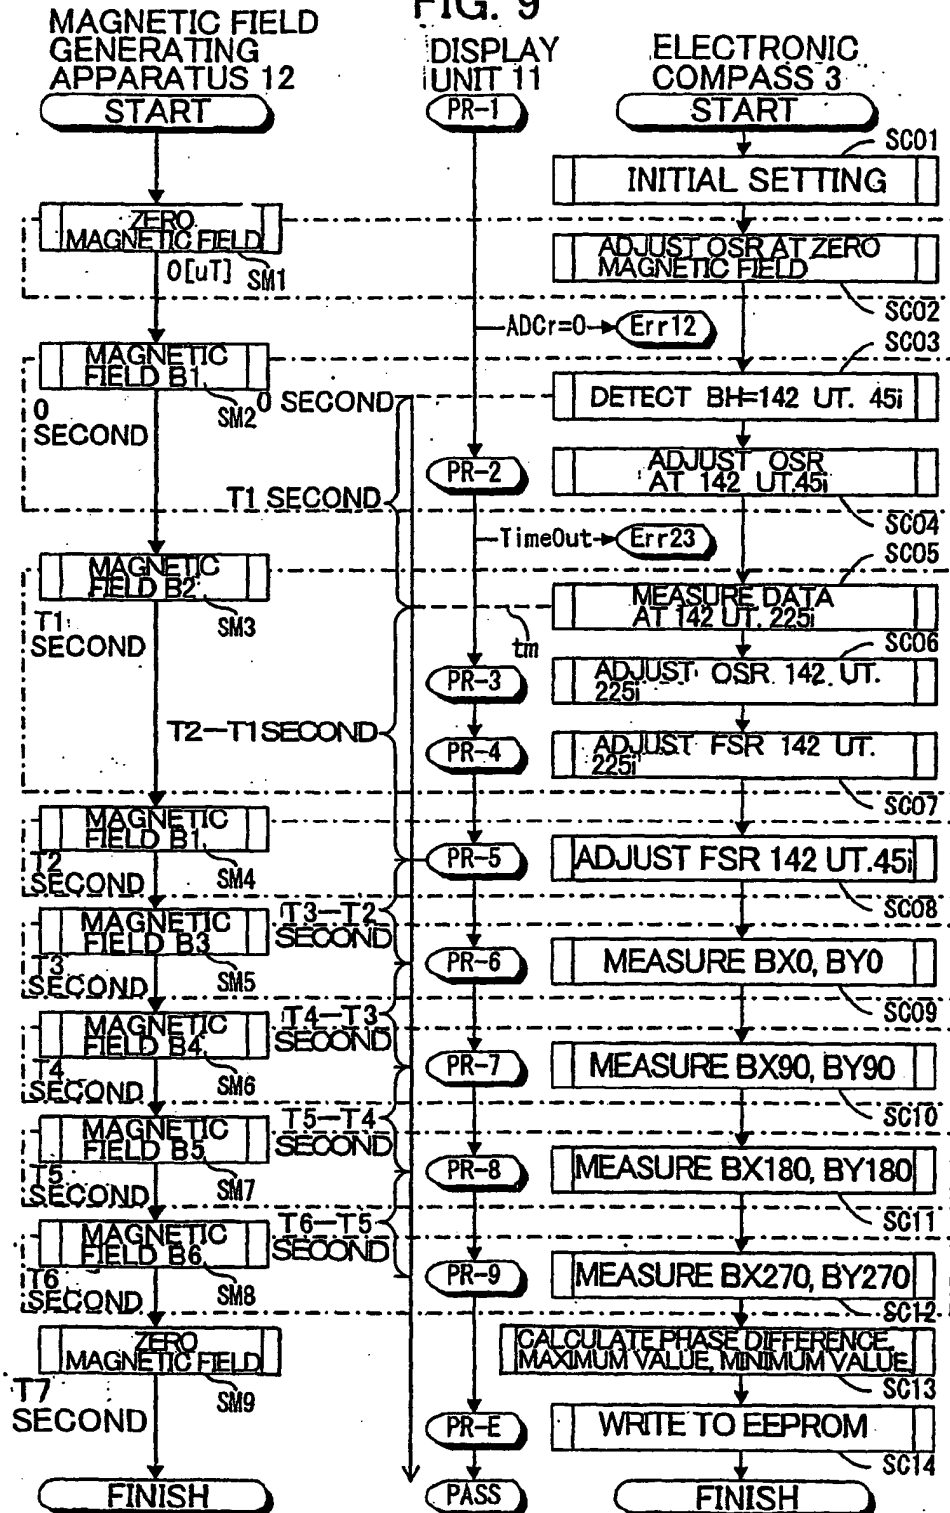 FIG. 9
MAGNETIC FIELD
GENERATING
APPARATUS 12
DISPLAY
UNIT 11
ELECTRONIC
COMPASS 3
START
PR-1
START
SC01
INITIAL SETTING
ZERO
MAGNETIC FIELD
0[uT]
SM1
ADJUST OSR AT ZERO
MAGNETIC FIELD
SC02
ADCr=0
Err12
SC03
MAGNETIC
FIELD B1
SM2
0
SECOND
0 SECOND
DETECT BH=142 UT. 45i
PR-2
ADJUST OSR
AT 142 UT.45i
T1 SECOND
SC04
TimeOut
Err23
SC05
MAGNETIC
FIELD B2
SM3
T1
SECOND
MEASURE DATA
AT 142 UT. 225i
tm
SC06
PR-3
ADJUST OSR 142 UT.
225i
T2-T1SECOND
PR-4
ADJUST FSR 142 UT.
225i
SC07
MAGNETIC
FIELD B1
SM4
T2
SECOND
PR-5
ADJUST FSR 142 UT.45i
SC08
MAGNETIC
FIELD B3
SM5
T3
SECOND
T3-T2
SECOND
PR-6
MEASURE BX0, BY0
SC09
MAGNETIC
FIELD B4
SM6
T4
SECOND
T4-T3
SECOND
PR-7
MEASURE BX90, BY90
SC10
MAGNETIC
FIELD B5
SM7
T5
SECOND
T5-T4
SECOND
PR-8
MEASURE BX180, BY180
SC11
MAGNETIC
FIELD B6
SM8
T6
SECOND
T6-T5
SECOND
PR-9
MEASURE BX270, BY270
SC12
ZERO
MAGNETIC FIELD
SM9
CALCULATE PHASE DIFFERENCE,
MAXIMUM VALUE, MINIMUM VALUE
SC13
T7
SECOND
PR-E
WRITE TO EEPROM
SC14
FINISH
PASS
FINISH